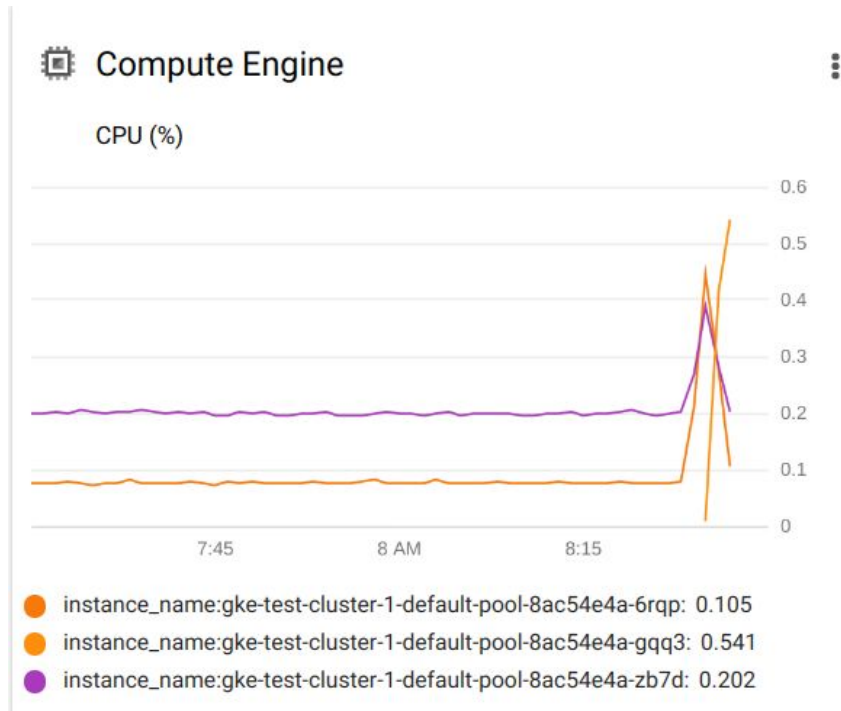 Compute Engine
CPU (%)
0.6
0.5
0.4
0.3
0.2
0.1
0
7:45 8 AM 8:15
instance_name:gke-test-cluster-1-default-pool-8ac54e4a-6rqp: 0.105
instance_name:gke-test-cluster-1-default-pool-8ac54e4a-gqq3: 0.541
instance_name:gke-test-cluster-1-default-pool-8ac54e4a-zb7d: 0.202